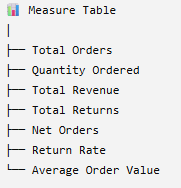 Measure Table
│
├── Total Orders
├── Quantity Ordered
├── Total Revenue
├── Total Returns
├── Net Orders
├── Return Rate
└── Average Order Value